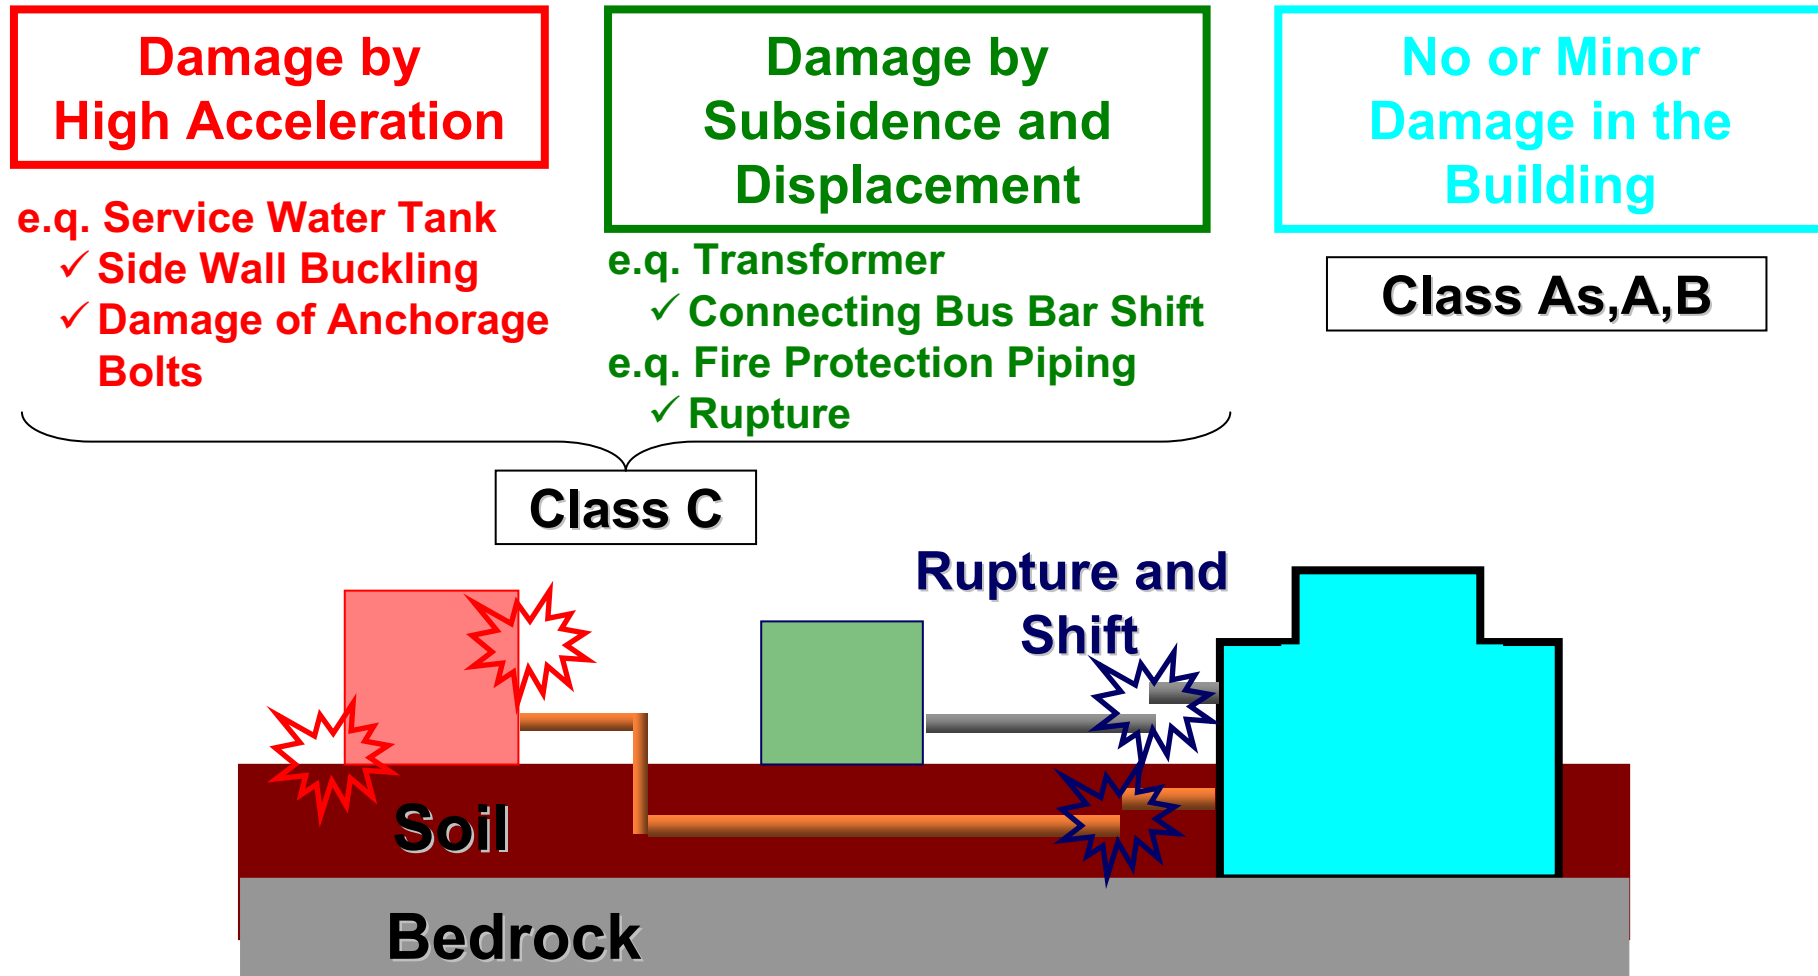 Damage by
High Acceleration
e.q. Service Water Tank
✓ Side Wall Buckling
✓ Damage of Anchorage
Bolts
Damage by
Subsidence and
Displacement
e.q. Transformer
✓ Connecting Bus Bar Shift
e.q. Fire Protection Piping
✓ Rupture
No or Minor
Damage in the
Building
Class As,A,B
Class C
Rupture and
Shift
Soil
Bedrock